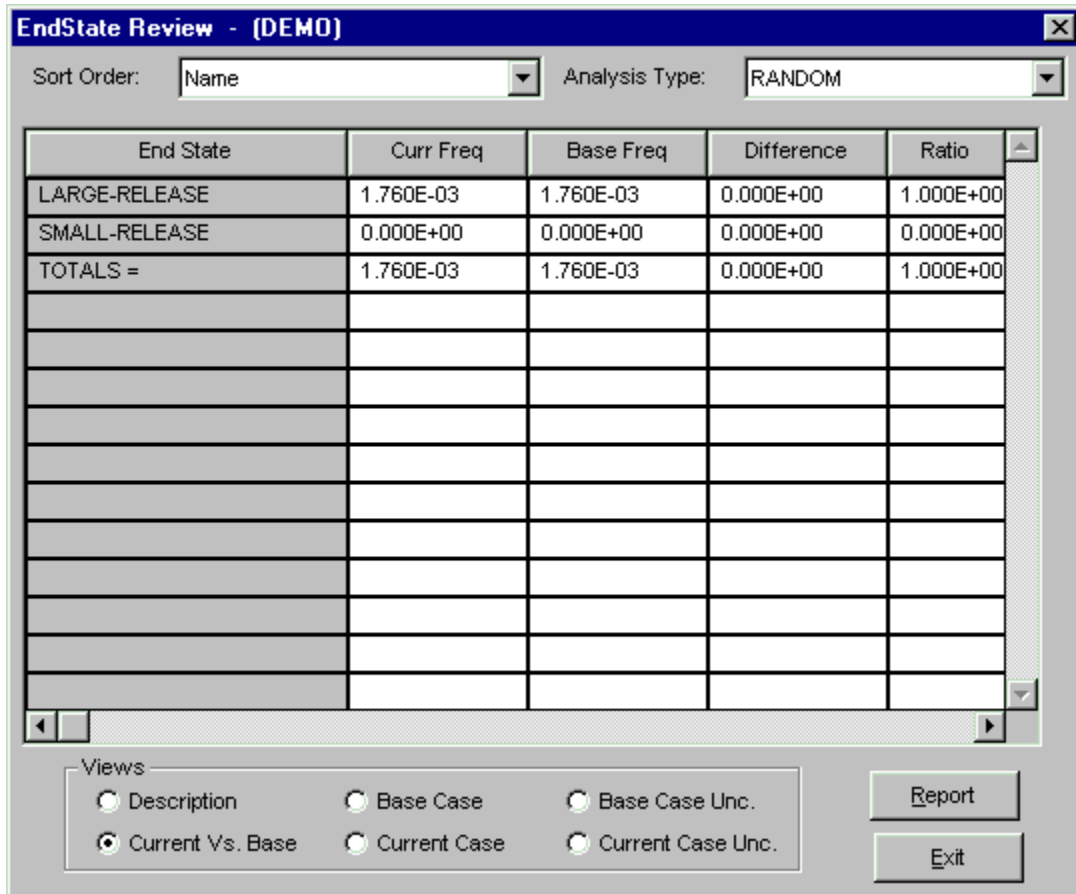 EndState Review - (DEMO)
Sort Order: Name Analysis Type: RANDOM
End State Curr Freq Base Freq Difference Ratio
LARGE-RELEASE 1.760E-03 1.760E-03 0.000E+00 1.000E+00
SMALL-RELEASE 0.000E+00 0.000E+00 0.000E+00 0.000E+00
TOTALS = 1.760E-03 1.760E-03 0.000E+00 1.000E+00
Views
Description Base Case Base Case Unc.
Report
Current Vs. Base Current Case Current Case Unc.
Exit